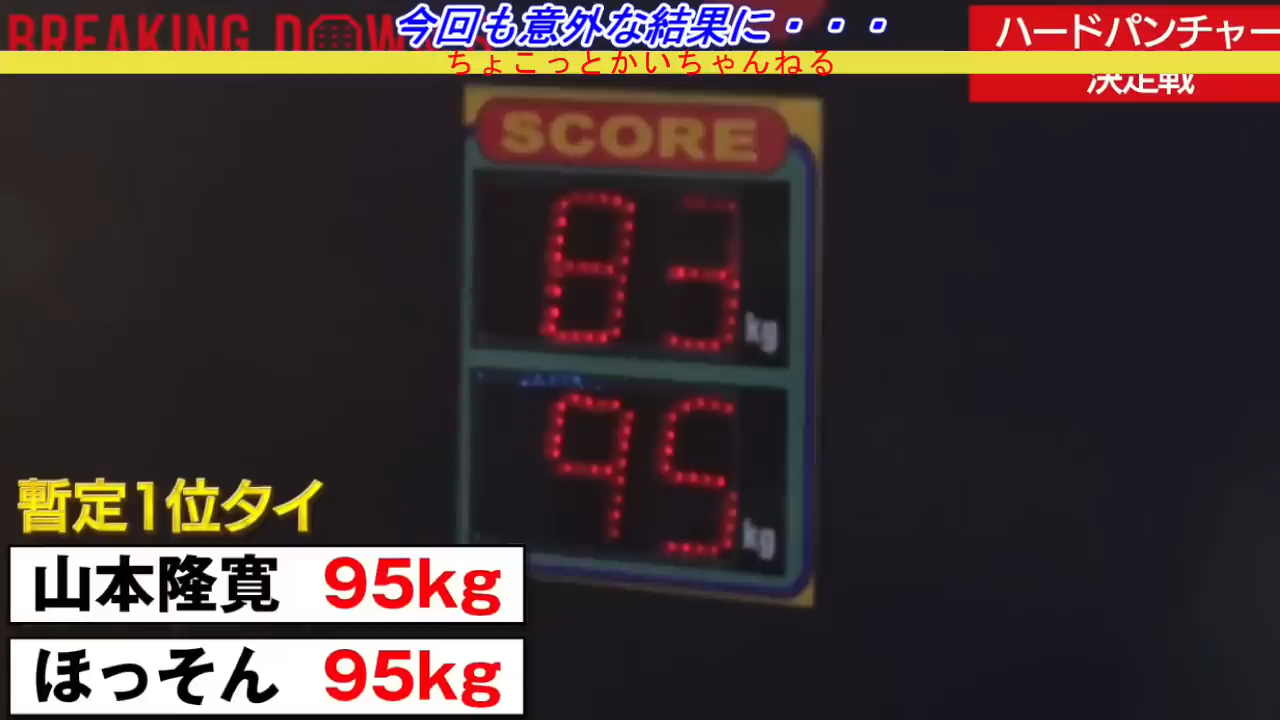 BREAKING DOWN
今回も意外な結果に・・・
ハードパンチャー
ちょこっとかいちゃんねる
決定戦
SCORE
83 kg
95 kg
暫定1位タイ
山本隆寛 95kg
ほっそん 95kg